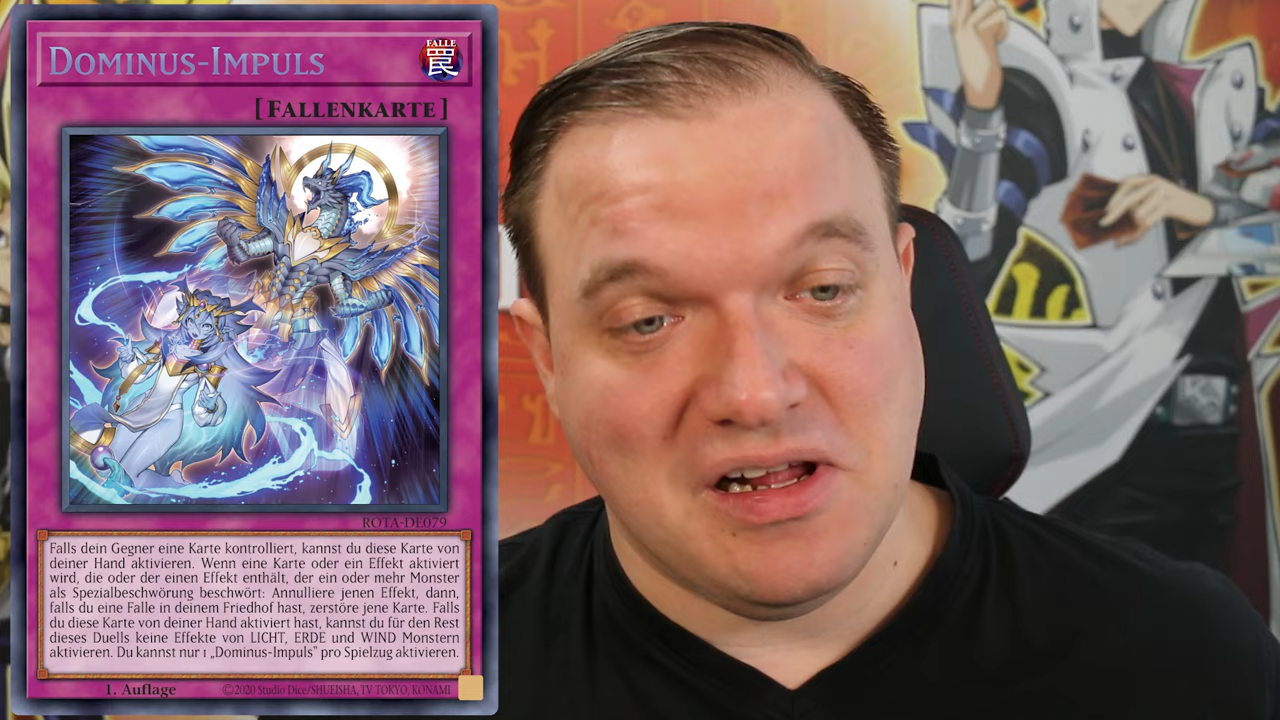 DOMINUS-IMPULS
FALLE
罠
[FALLENKARTE]
ROTA-DE079
Falls dein Gegner eine Karte kontrolliert, kannst du diese Karte von
deiner Hand aktivieren. Wenn eine Karte oder ein Effekt aktiviert
wird, die oder der einen Effekt enthält, der ein oder mehr Monster
als Spezialbeschwörung beschwört: Annulliere jenen Effekt, dann,
falls du eine Falle in deinem Friedhof hast, zerstöre jene Karte. Falls
du diese Karte von deiner Hand aktiviert hast, kannst du für den Rest
dieses Duells keine Effekte von LICHT, ERDE und WIND Monstern
aktivieren. Du kannst nur 1 „Dominus-Impuls" pro Spielzug aktivieren.
1. Auflage
©2020 Studio Dice/SHUEISHA, TV TOKYO, KONAMI